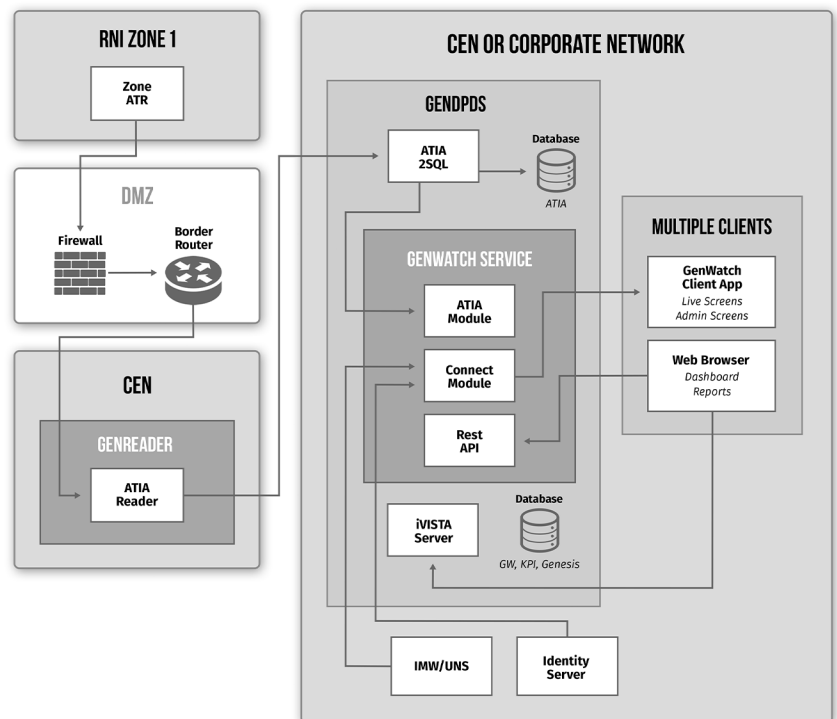 RNI ZONE 1
Zone
ATR
DMZ
Firewall
Border
Router
CEN
GENREADER
ATIA
Reader
CEN OR CORPORATE NETWORK
GENDPDS
ATIA
2SQL
Database
ATIA
GENWATCH SERVICE
ATIA
Module
Connect
Module
Rest
API
iVISTA
Server
Database
GW, KPI, Genesis
MULTIPLE CLIENTS
GenWatch
Client App
Live Screens
Admin Screens
Web Browser
Dashboard
Reports
IMW/UNS
Identity
Server